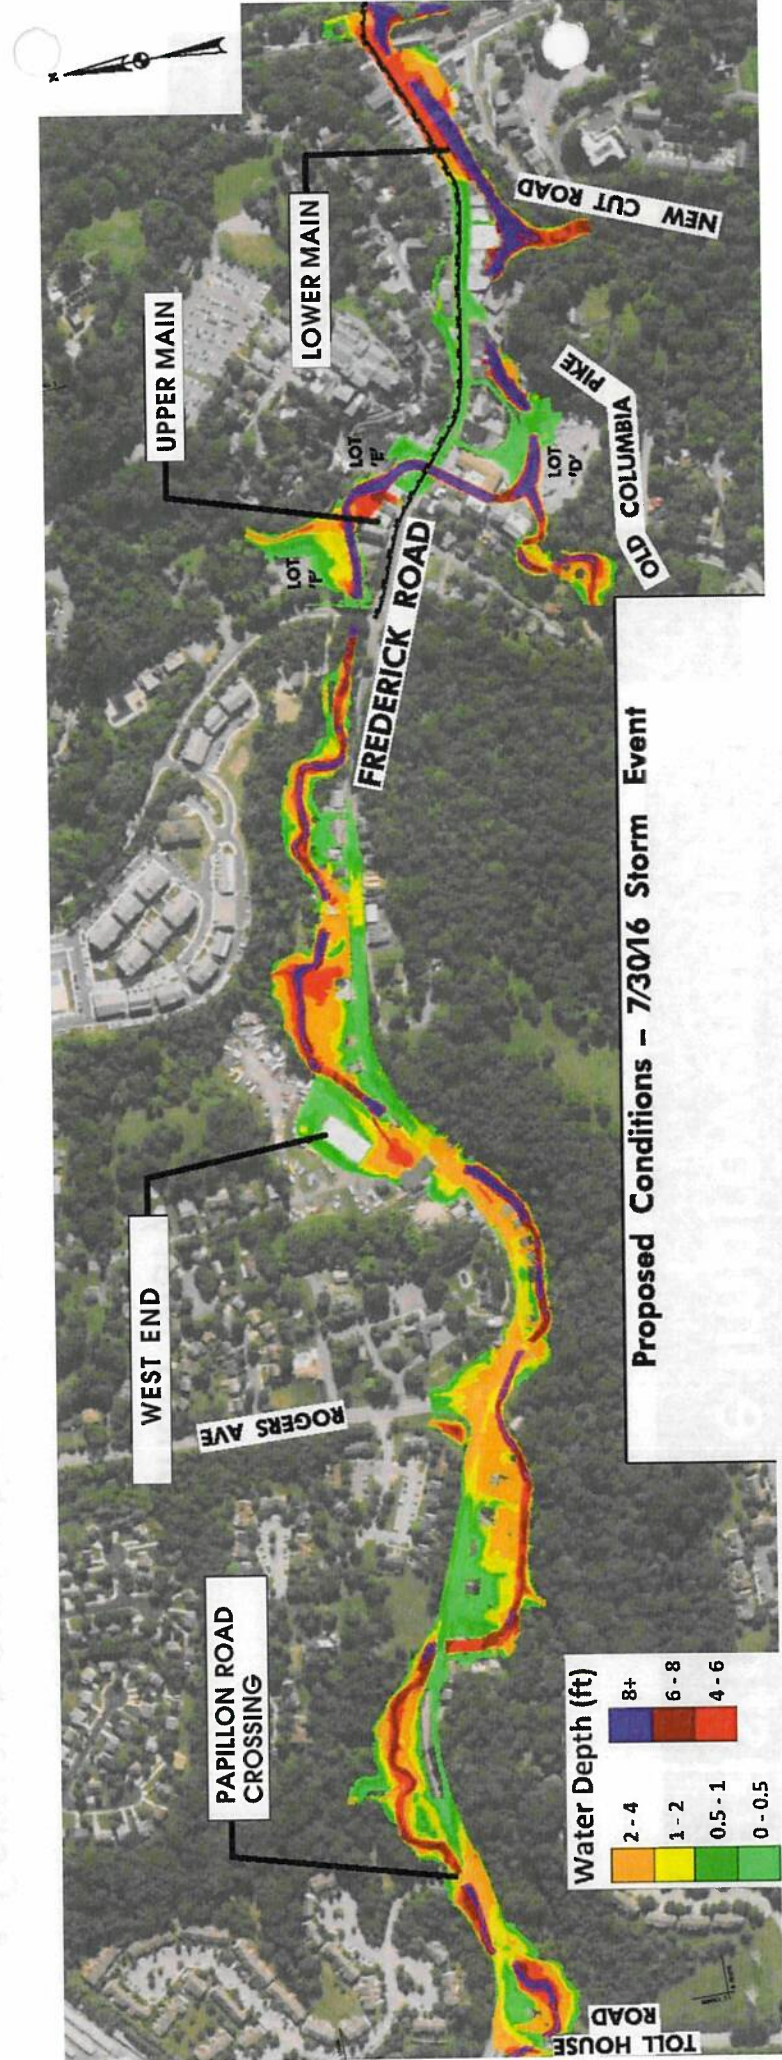 PAPILLON ROAD
CROSSING
WEST END
UPPER MAIN
LOWER MAIN
ROGERS AVE
FREDERICK ROAD
LOT
'F'
LOT
'E'
LOT
'D'
NEW CUT ROAD
OLD COLUMBIA
PIKE
TOLL HOUSE
ROAD
Water Depth (ft)
2 - 4
1 - 2
0.5 - 1
0 - 0.5
8+
6 - 8
4 - 6
Proposed Conditions – 7/30/16 Storm Event